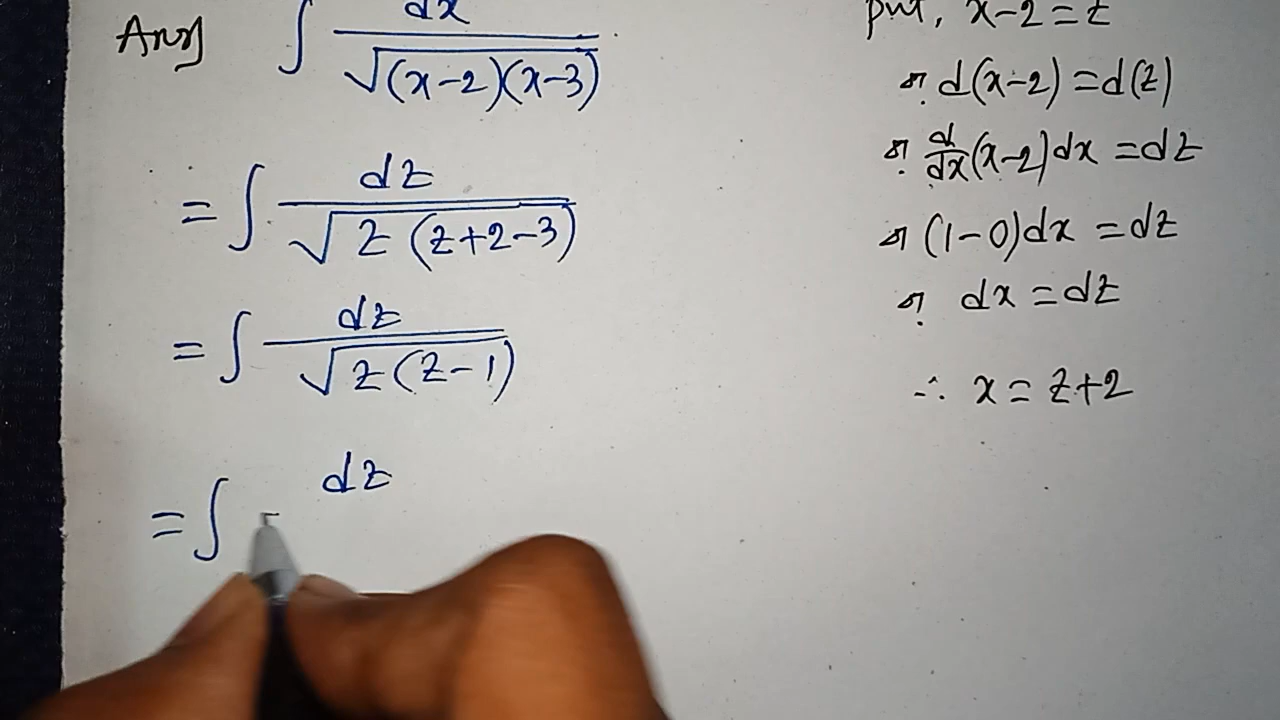 Ans) ∫ dx / √(x-2)(x-3)
= ∫ dz / √z(z+2-3)
= ∫ dz / √z(z-1)
= ∫ dz
put, x-2 = z
বা, d(x-2) = d(z)
বা, d/dx(x-2)dx = dz
বা (1-0)dx = dz
বা, dx = dz
∴ x = z+2